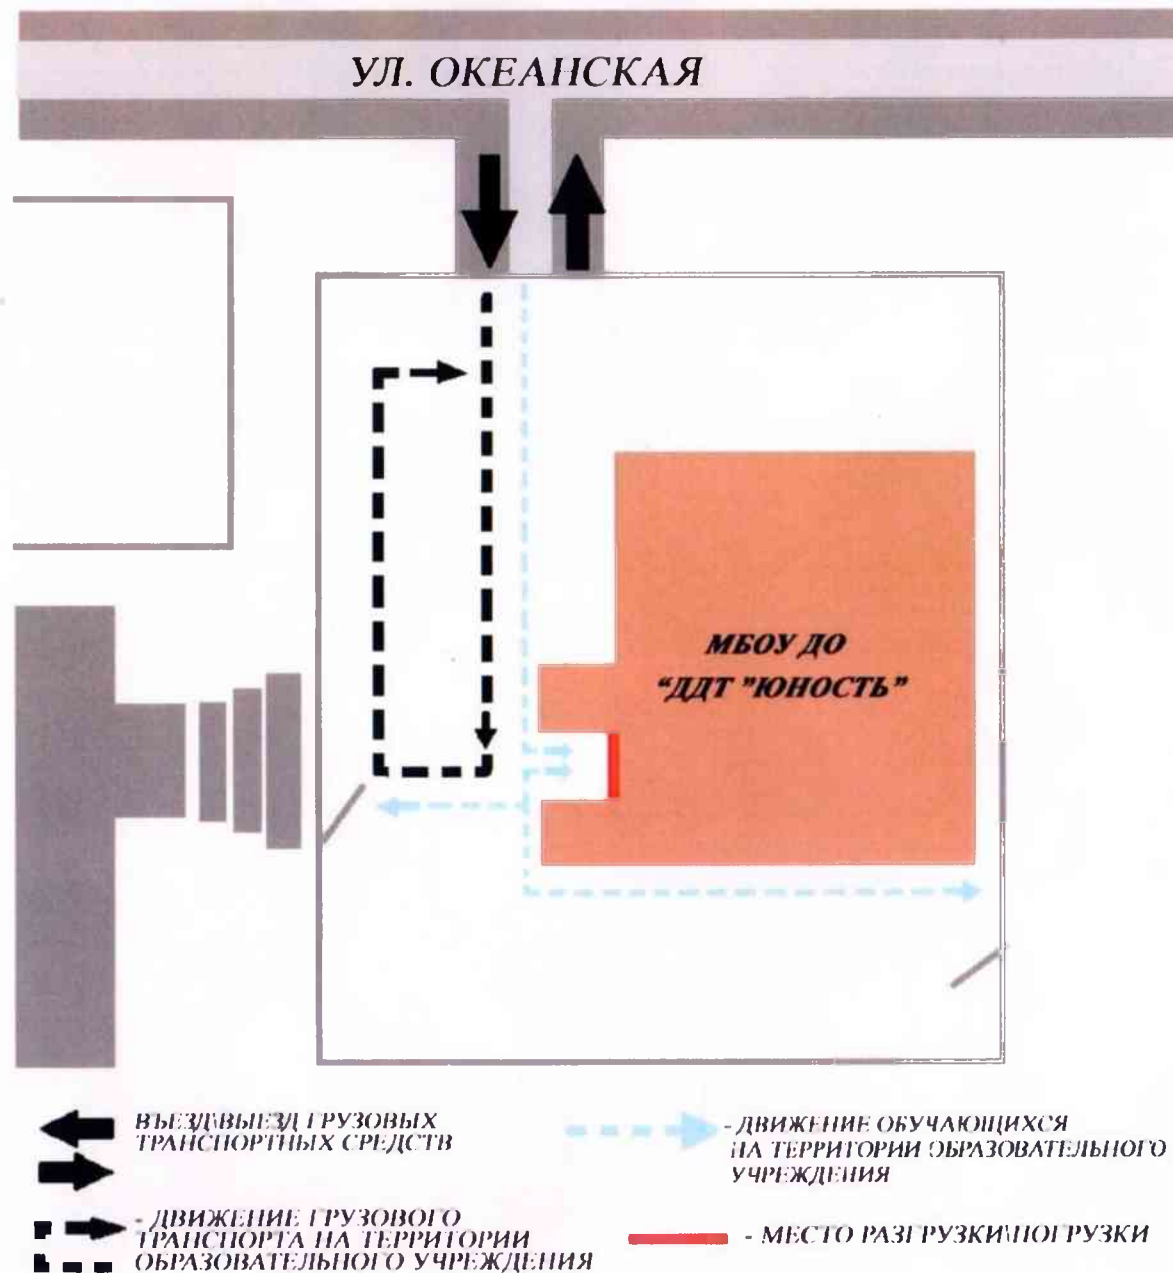 УЛ. ОКЕАНСКАЯ
МБОУ ДО
“ДДТ ”ЮНОСТЬ”
ВЪЕЗД\ВЫЕЗД ГРУЗОВЫХ
ТРАНСПОРТНЫХ СРЕДСТВ
- ДВИЖЕНИЕ ОБУЧАЮЩИХСЯ
НА ТЕРРИТОРИИ ОБРАЗОВАТЕЛЬНОГО
УЧРЕЖДЕНИЯ
- ДВИЖЕНИЕ ГРУЗОВОГО
ТРАНСПОРТА НА ТЕРРИТОРИИ
ОБРАЗОВАТЕЛЬНОГО УЧРЕЖДЕНИЯ
- МЕСТО РАЗГРУЗКИ\ПОГРУЗКИ